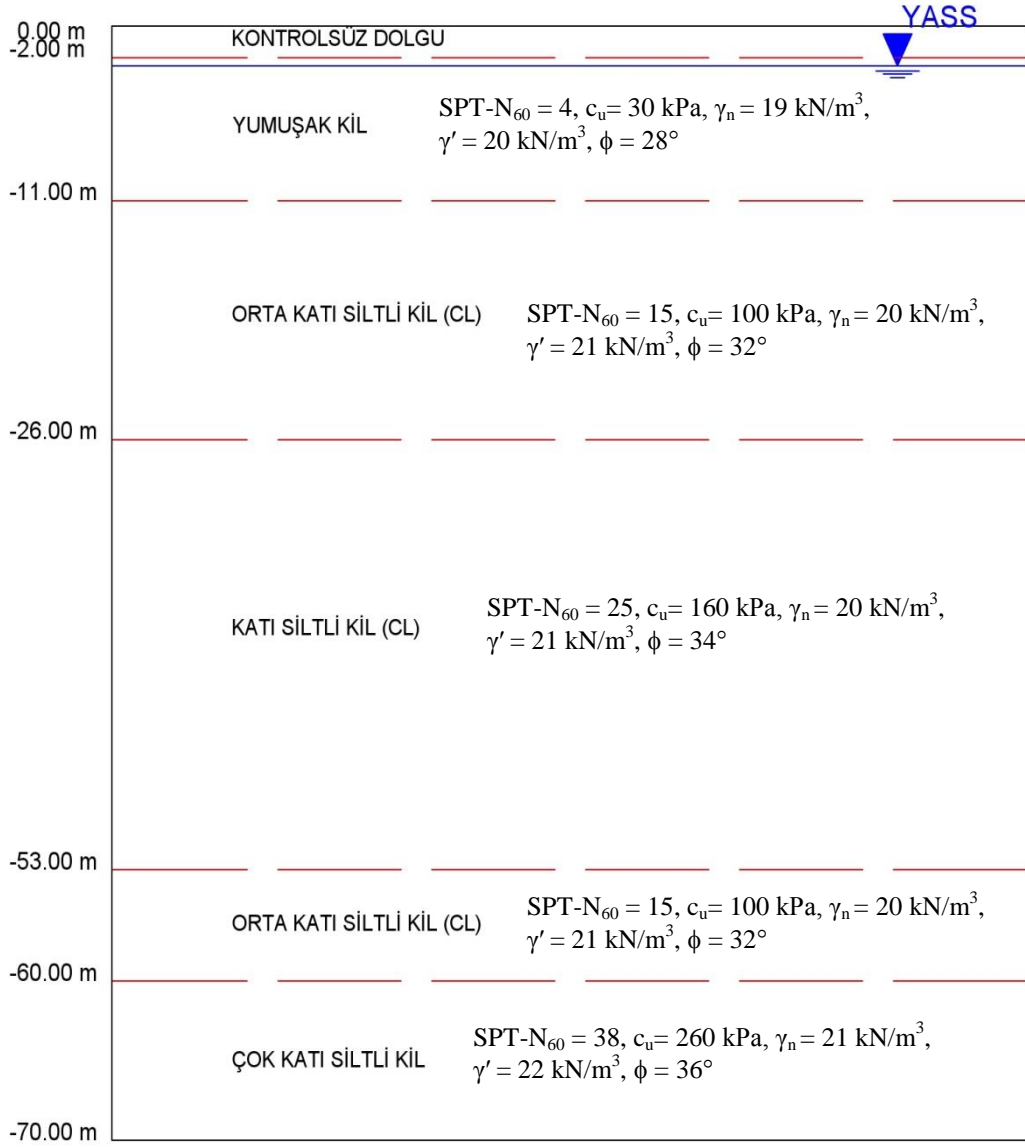 YASS
0.00 m
KONTROLSÜZ DOLGU
-2.00 m
SPT-N₆₀ = 4, cᵤ= 30 kPa, γₙ = 19 kN/m³,
YUMUŞAK KİL
γ′ = 20 kN/m³, ϕ = 28°
-11.00 m
ORTA KATI SİLTLİ KİL (CL)
SPT-N₆₀ = 15, cᵤ= 100 kPa, γₙ = 20 kN/m³,
γ′ = 21 kN/m³, ϕ = 32°
-26.00 m
SPT-N₆₀ = 25, cᵤ= 160 kPa, γₙ = 20 kN/m³,
KATI SİLTLİ KİL (CL)
γ′ = 21 kN/m³, ϕ = 34°
-53.00 m
SPT-N₆₀ = 15, cᵤ= 100 kPa, γₙ = 20 kN/m³,
ORTA KATI SİLTLİ KİL (CL)
γ′ = 21 kN/m³, ϕ = 32°
-60.00 m
SPT-N₆₀ = 38, cᵤ= 260 kPa, γₙ = 21 kN/m³,
ÇOK KATI SİLTLİ KİL
γ′ = 22 kN/m³, ϕ = 36°
-70.00 m